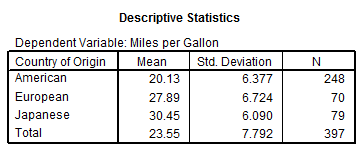 Descriptive Statistics
Dependent Variable: Miles per Gallon
Country of Origin Mean Std. Deviation N
American 20.13 6.377 248
European 27.89 6.724 70
Japanese 30.45 6.090 79
Total 23.55 7.792 397